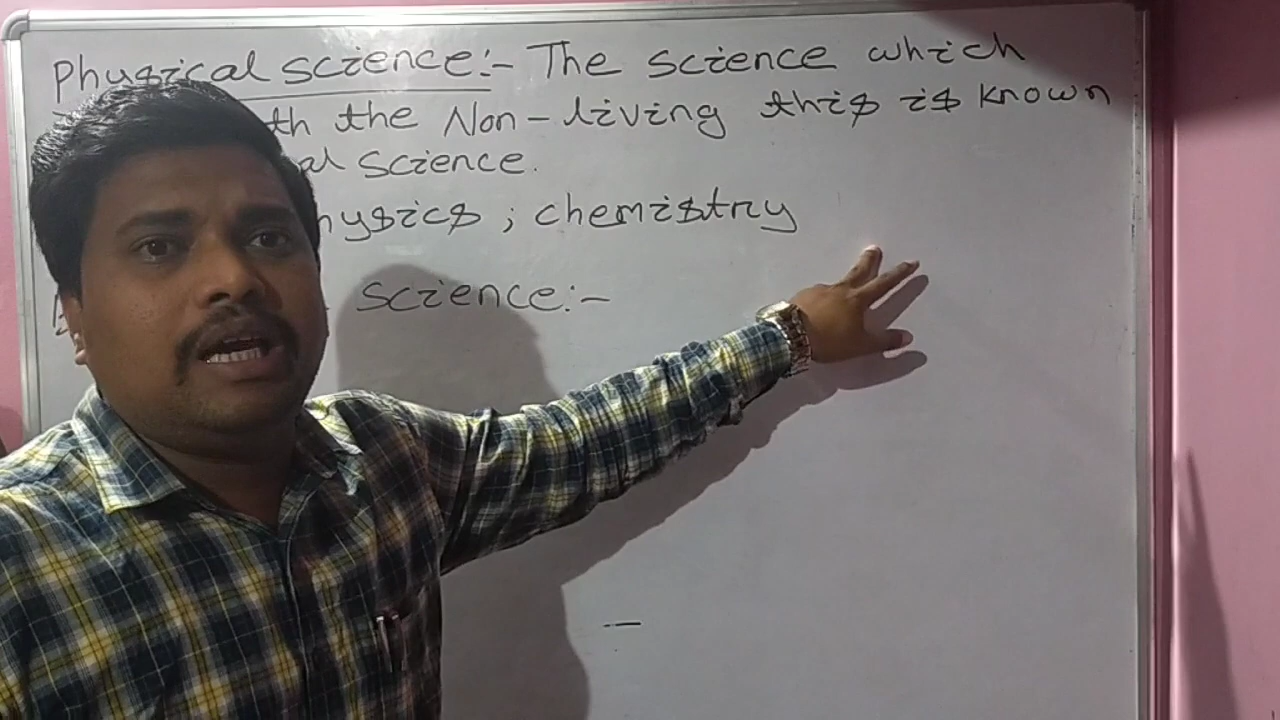 Physical science:- The science which
th the Non-living this is known
al science.
hysics ; chemistry
science:-